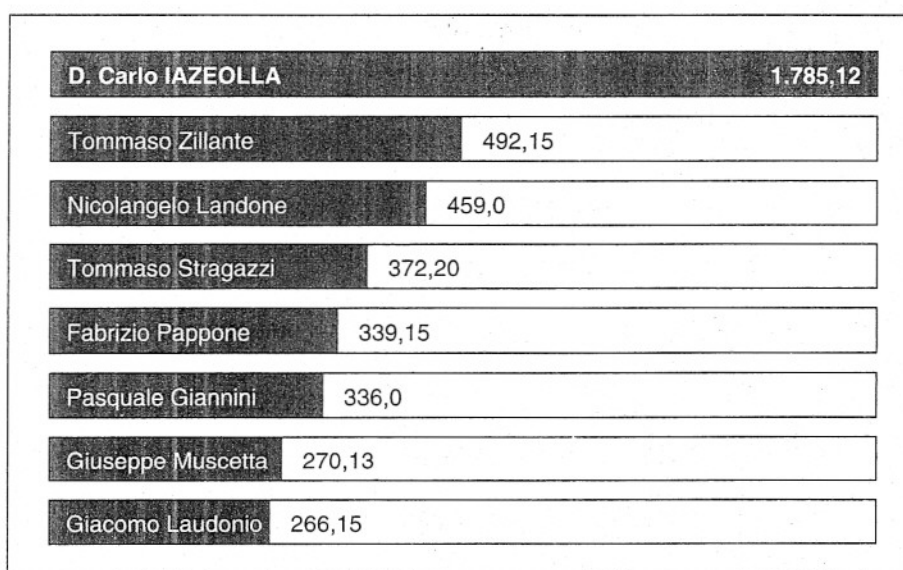 D. Carlo IAZEOLLA 1.785,12
Tommaso Zillante 492,15
Nicolangelo Landone 459,0
Tommaso Stragazzi 372,20
Fabrizio Pappone 339,15
Pasquale Giannini 336,0
Giuseppe Muscetta 270,13
Giacomo Laudonio 266,15